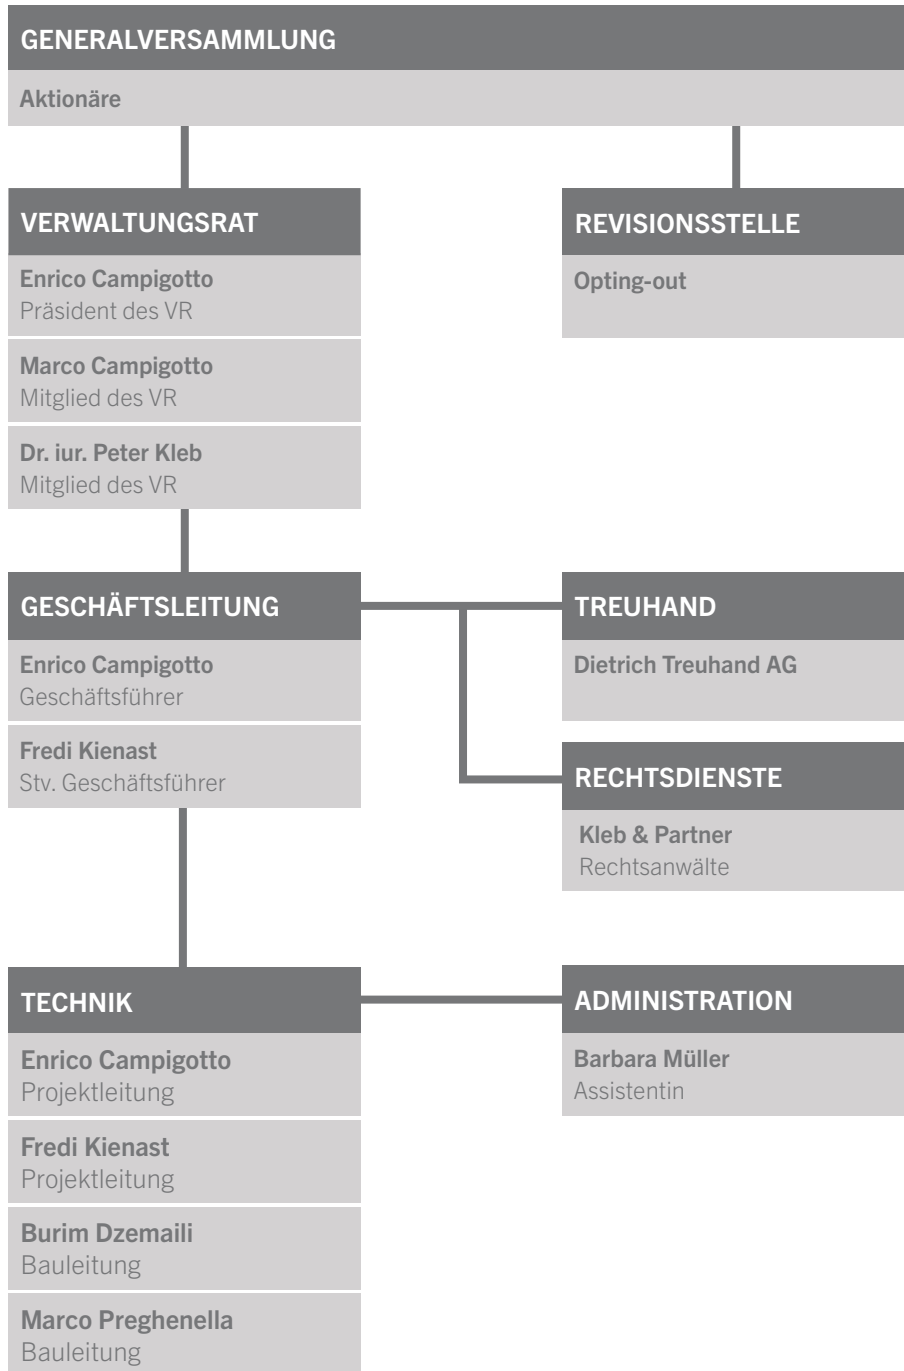 GENERALVERSAMMLUNG
Aktionäre
VERWALTUNGSRAT
Enrico Campigotto
Präsident des VR
Marco Campigotto
Mitglied des VR
Dr. iur. Peter Kleb
Mitglied des VR
REVISIONSSTELLE
Opting-out
GESCHÄFTSLEITUNG
Enrico Campigotto
Geschäftsführer
Fredi Kienast
Stv. Geschäftsführer
TREUHAND
Dietrich Treuhand AG
RECHTSDIENSTE
Kleb & Partner
Rechtsanwälte
TECHNIK
Enrico Campigotto
Projektleitung
Fredi Kienast
Projektleitung
Burim Dzemaili
Bauleitung
Marco Preghenella
Bauleitung
ADMINISTRATION
Barbara Müller
Assistentin